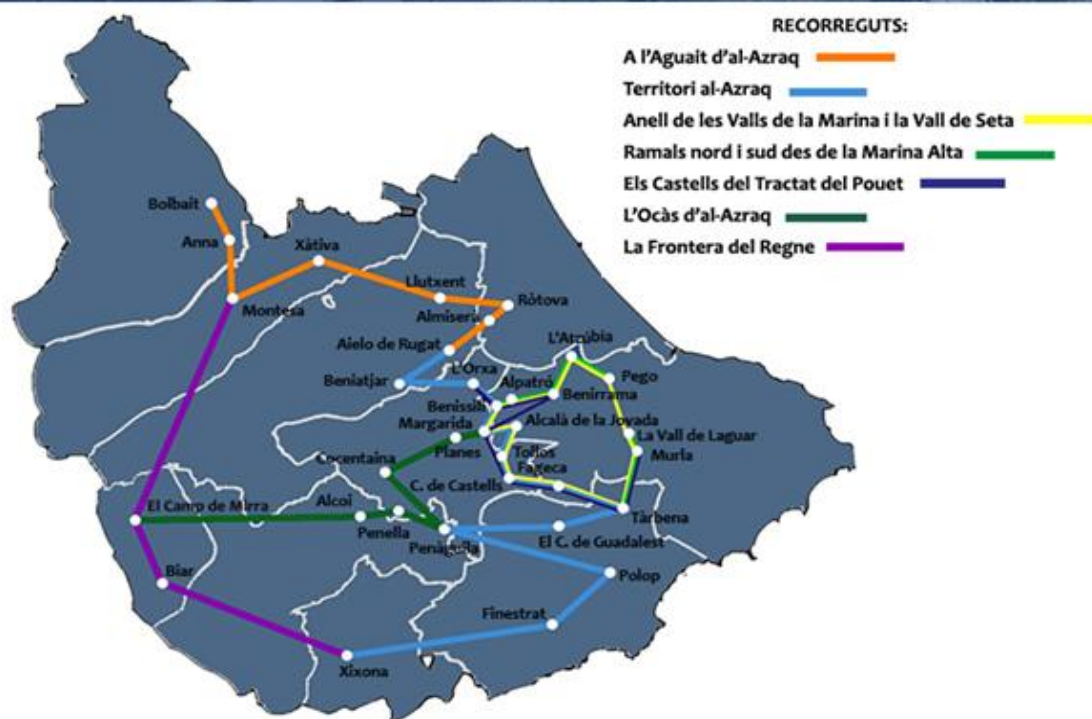 RECORREGUTS:
A l'Aguait d'al-Azraq
Territori al-Azraq
Anell de les Valls de la Marina i la Vall de Seta
Ramals nord i sud des de la Marina Alta
Els Castells del Tractat del Pouet
L'Ocàs d'al-Azraq
La Frontera del Regne
Bolbait
Anna
Xàtiva
Montesa
Llutxent
Ròtova
Almiserà
Aielo de Rugat
Beniatjar
L'Orxa
L'Atzúbia
Alpatró
Pego
Benissili
Benirrama
Margarida
Alcalà de la Jovada
Planes
La Vall de Laguar
Tollos
Murla
Cocentaina
Fageca
C. de Castells
El Camp de Mirra
Alcoi
Tàrbena
Penella
El C. de Guadalest
Penàguila
Biar
Polop
Finestrat
Xixona